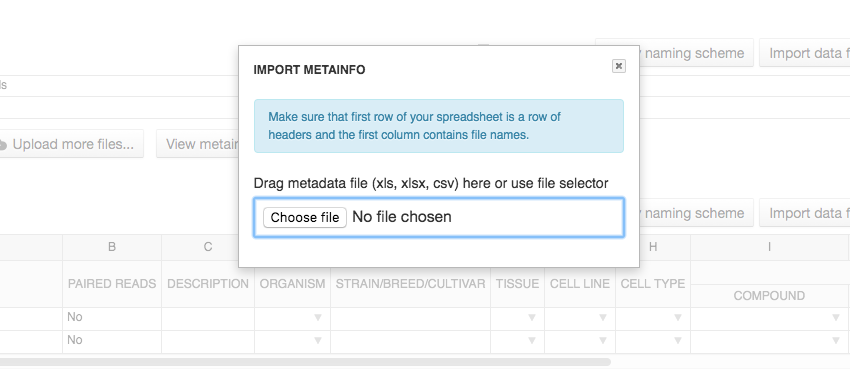 naming scheme
Import data f
IMPORT METAINFO
Make sure that first row of your spreadsheet is a row of
headers and the first column contains file names.
Upload more files...
View metain
Drag metadata file (xls, xlsx, csv) here or use file selector
Choose file No file chosen
naming scheme
Import data f
B C H I
PAIRED READS DESCRIPTION ORGANISM STRAIN/BREED/CULTIVAR TISSUE CELL LINE CELL TYPE
COMPOUND
No
No